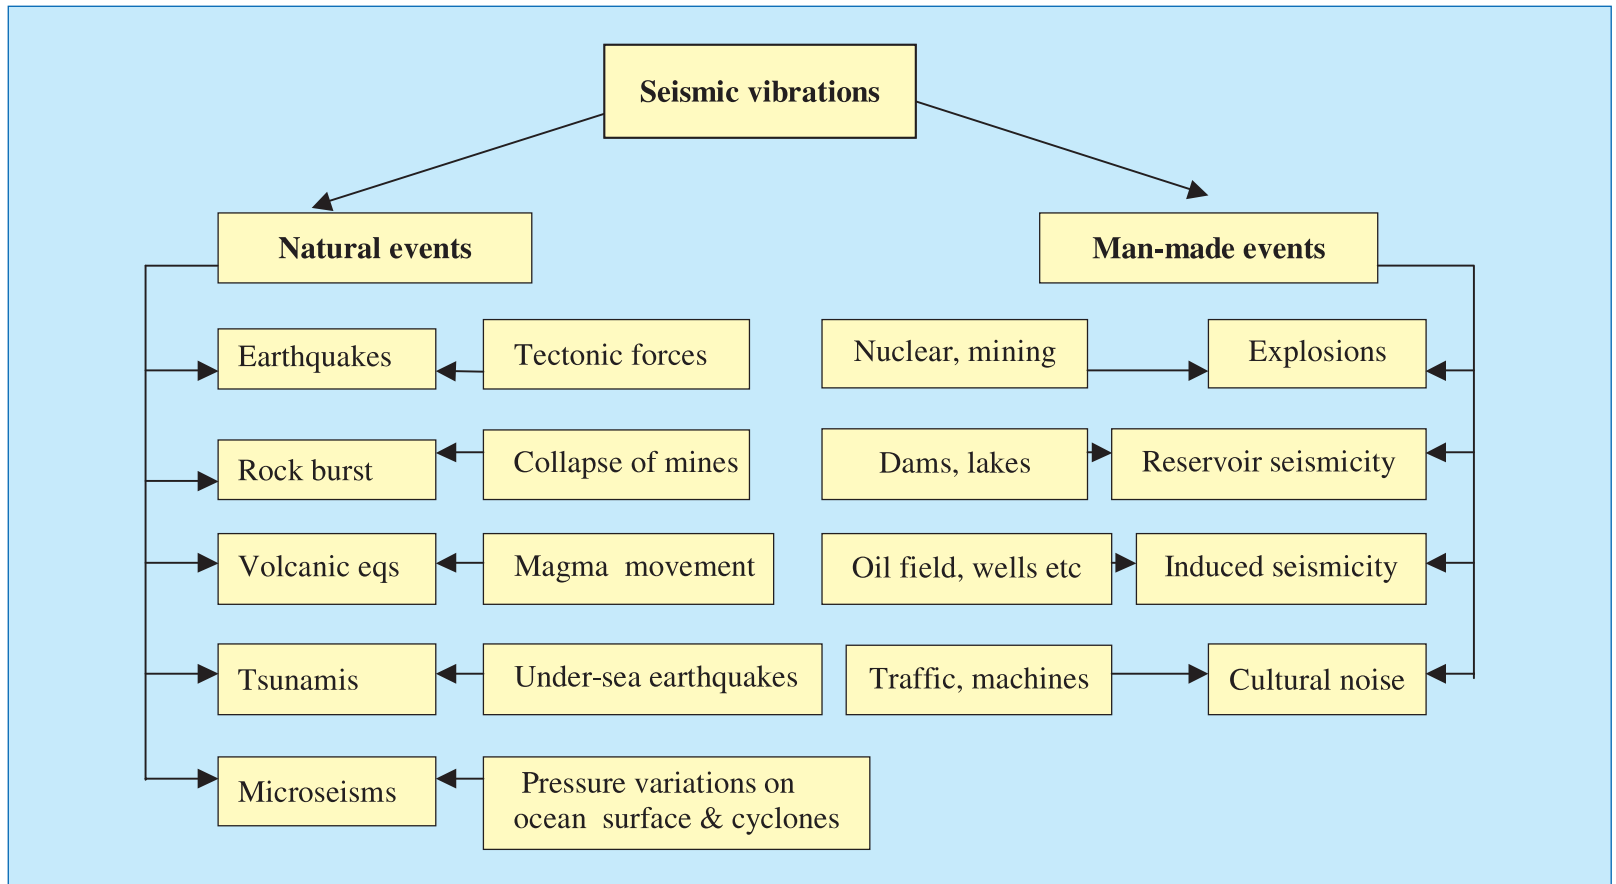 Seismic vibrations
Natural events
Man-made events
Earthquakes
Tectonic forces
Nuclear, mining
Explosions
Rock burst
Collapse of mines
Dams, lakes
Reservoir seismicity
Volcanic eqs
Magma movement
Oil field, wells etc
Induced seismicity
Tsunamis
Under-sea earthquakes
Traffic, machines
Cultural noise
Microseisms
Pressure variations on
ocean surface & cyclones